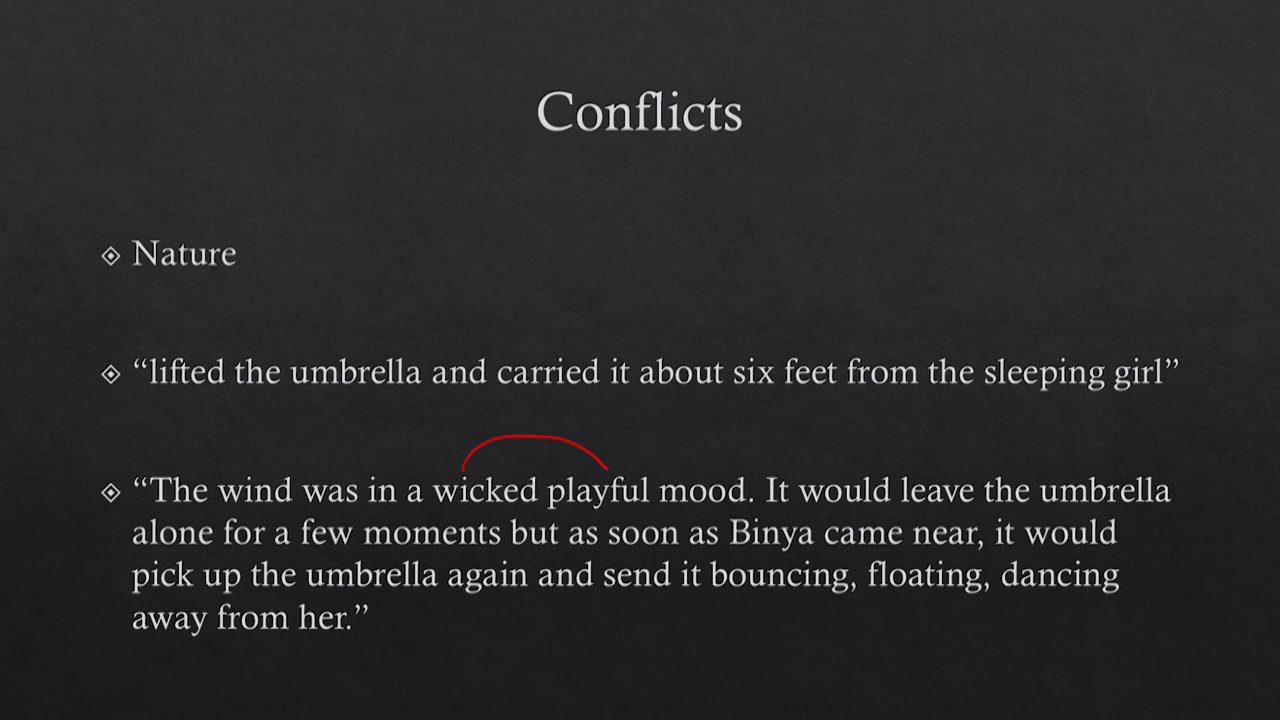 Conflicts
Nature
“lifted the umbrella and carried it about six feet from the sleeping girl”
“The wind was in a wicked playful mood. It would leave the umbrella
alone for a few moments but as soon as Binya came near, it would
pick up the umbrella again and send it bouncing, floating, dancing
away from her.”